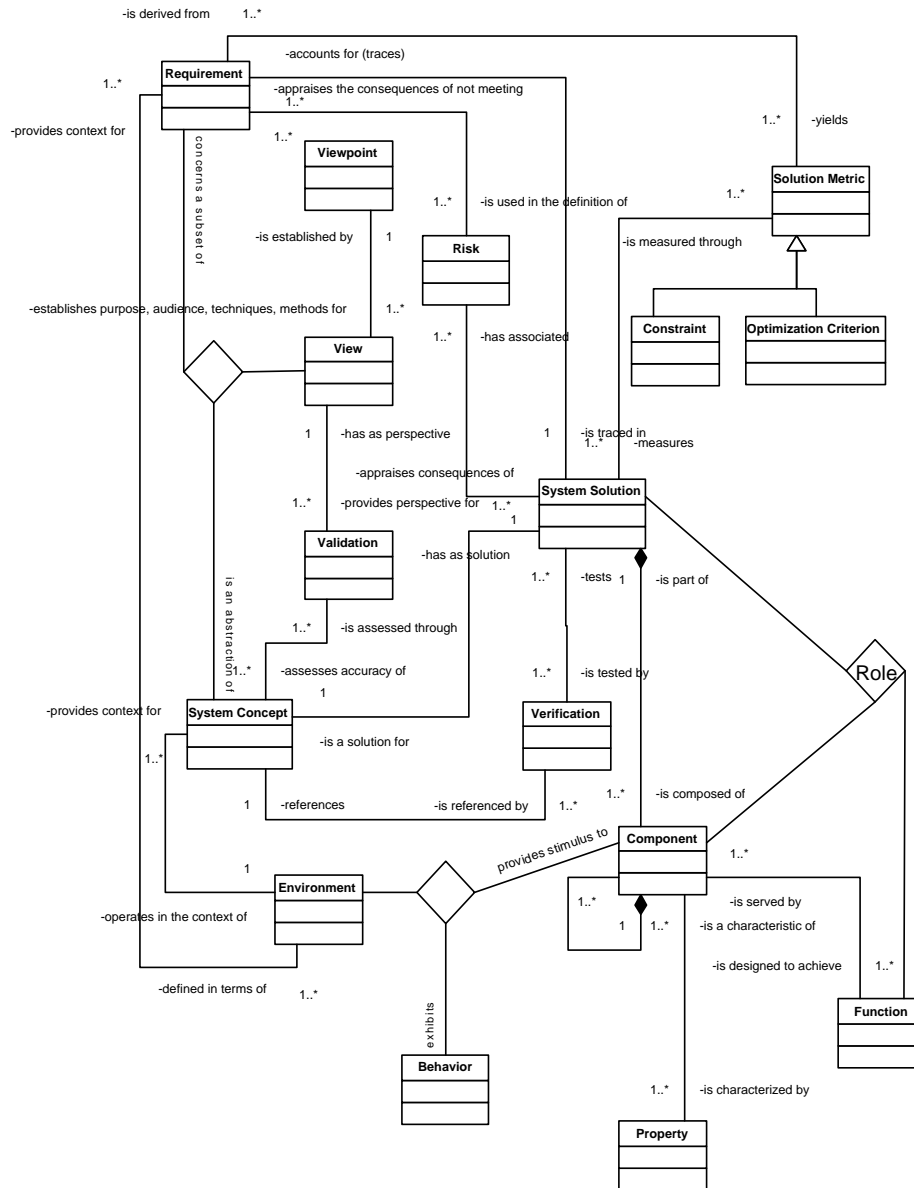 -is derived from 1..*
-accounts for (traces)
Requirement
1..*
-appraises the consequences of not meeting
1..*
-provides context for
concerns a subset of
1..*
Viewpoint
1..*
-yields
Solution Metric
1..*
-is used in the definition of
1..*
-is established by
1
Risk
-is measured through
-establishes purpose, audience, techniques, methods for
1..*
Constraint
Optimization Criterion
View
1..*
-has associated
1
-has as perspective
1
-is traced in
1..*
-measures
-appraises consequences of
System Solution
1..*
-provides perspective for
1..*
1
Validation
-has as solution
is an abstraction of
1..*
-tests
1
-is part of
1..*
-is assessed through
1..*
-assesses accuracy of
1..*
-is tested by
Role
1
System Concept
Verification
-provides context for
-is a solution for
1..*
1..*
-is composed of
1
-references
-is referenced by
1..*
provides stimulus to
Component
1..*
1
Environment
1..*
-is served by
-operates in the context of
1
1..*
-is a characteristic of
-is designed to achieve
1..*
-defined in terms of
1..*
Function
exhibits
Behavior
1..*
-is characterized by
Property